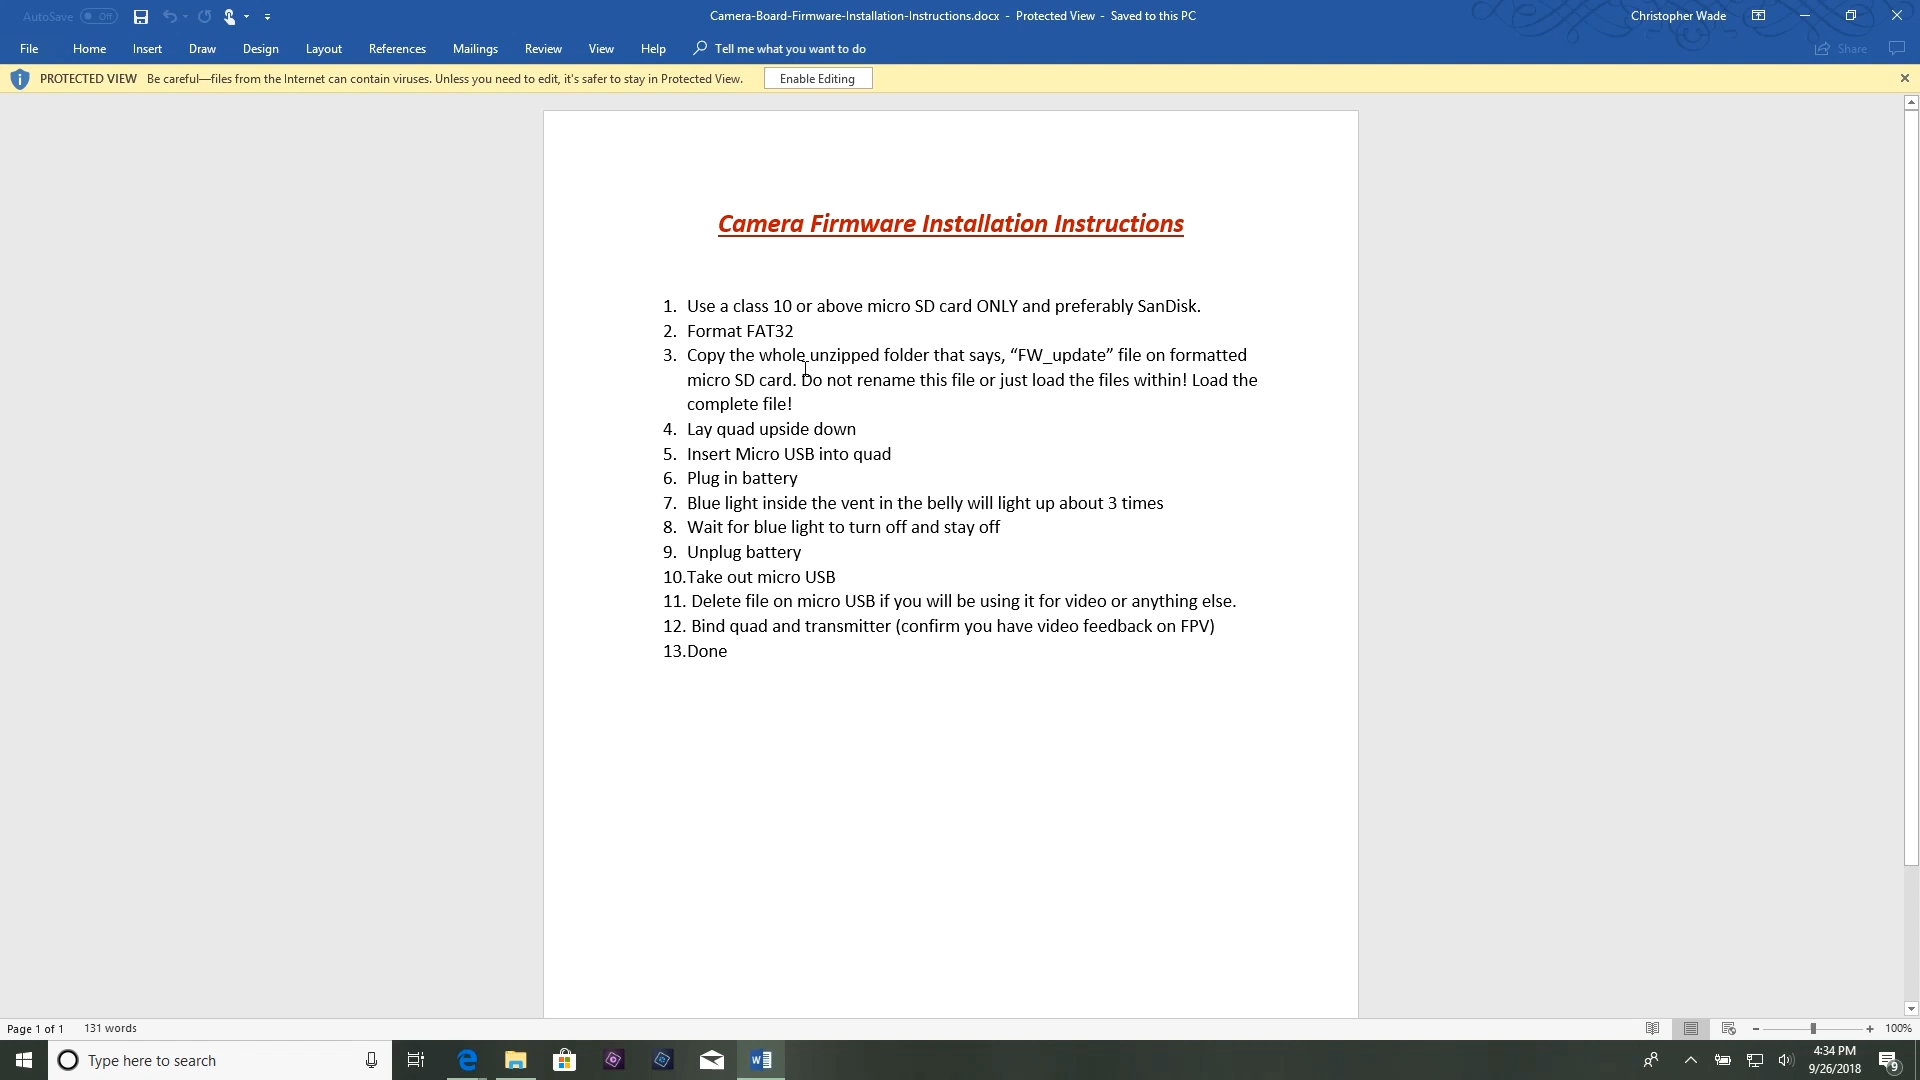 AutoSave Off
Camera-Board-Firmware-Installation-Instructions.docx - Protected View - Saved to this PC
Christopher Wade
File Home Insert Draw Design Layout References Mailings Review View Help Tell me what you want to do
Share
PROTECTED VIEW Be careful—files from the Internet can contain viruses. Unless you need to edit, it's safer to stay in Protected View. Enable Editing
Camera Firmware Installation Instructions
1. Use a class 10 or above micro SD card ONLY and preferably SanDisk.
2. Format FAT32
3. Copy the whole unzipped folder that says, “FW_update” file on formatted
micro SD card. Do not rename this file or just load the files within! Load the
complete file!
4. Lay quad upside down
5. Insert Micro USB into quad
6. Plug in battery
7. Blue light inside the vent in the belly will light up about 3 times
8. Wait for blue light to turn off and stay off
9. Unplug battery
10.Take out micro USB
11. Delete file on micro USB if you will be using it for video or anything else.
12. Bind quad and transmitter (confirm you have video feedback on FPV)
13.Done
Page 1 of 1 131 words
100%
Type here to search
4:34 PM
9/26/2018
9